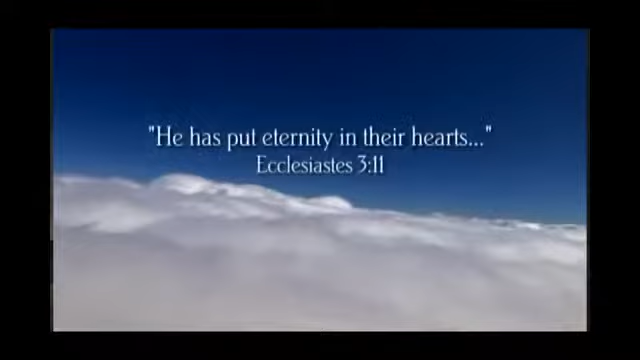 "He has put eternity in their hearts..."
Ecclesiastes 3:11